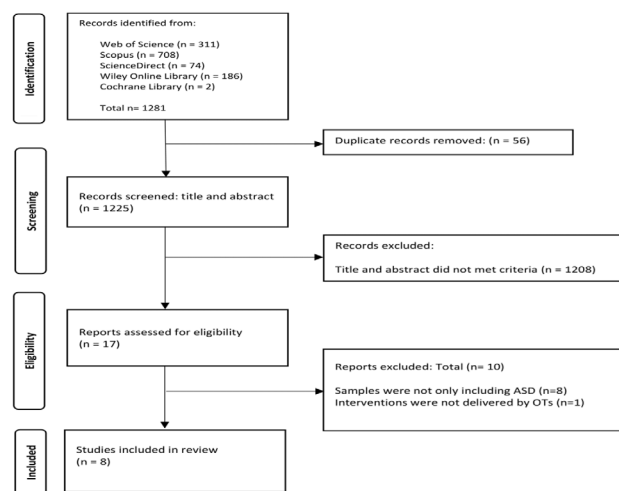 Identification
Records identified from:
Web of Science (n = 311)
Scopus (n = 708)
ScienceDirect (n = 74)
Wiley Online Library (n = 186)
Cochrane Library (n = 2)
Total n= 1281
Duplicate records removed: (n = 56)
Screening
Records screened: title and abstract
(n = 1225)
Records excluded:
Title and abstract did not met criteria (n = 1208)
Eligibility
Reports assessed for eligibility
(n = 17)
Reports excluded: Total (n= 10)
Samples were not only including ASD (n=8)
Interventions were not delivered by OTs (n=1)
Included
Studies included in review
(n = 8)